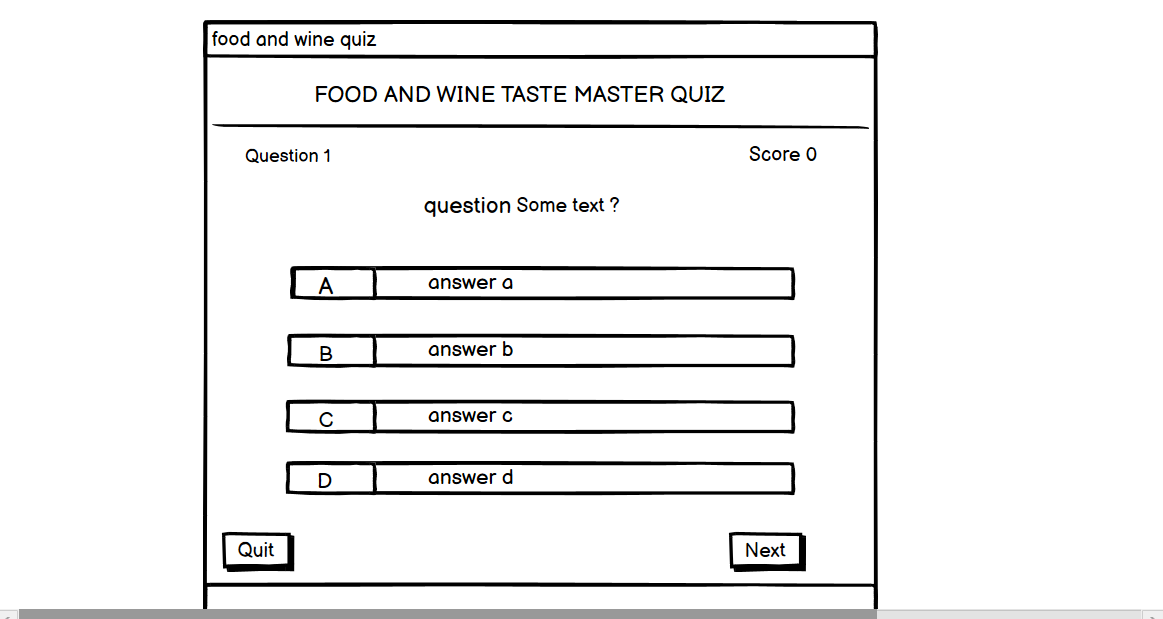 food and wine quiz
FOOD AND WINE TASTE MASTER QUIZ
Question 1 Score 0
question Some text ?
A answer a
B answer b
C answer c
D answer d
Quit Next